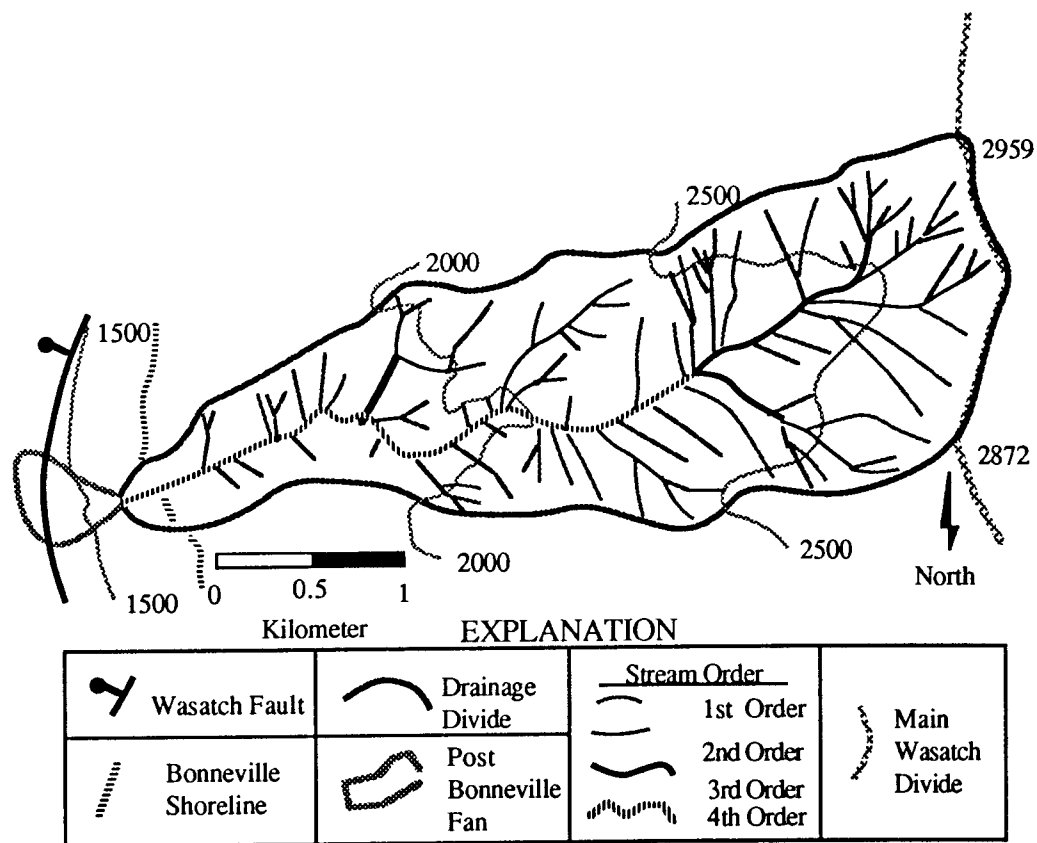 2959
2500
2000
1500
2872
2500
2000
North
1500
0 0.5 1
Kilometer
EXPLANATION
Wasatch Fault
Drainage
Divide
Stream Order
1st Order
2nd Order
3rd Order
4th Order
Main
Wasatch
Divide
Bonneville
Shoreline
Post
Bonneville
Fan